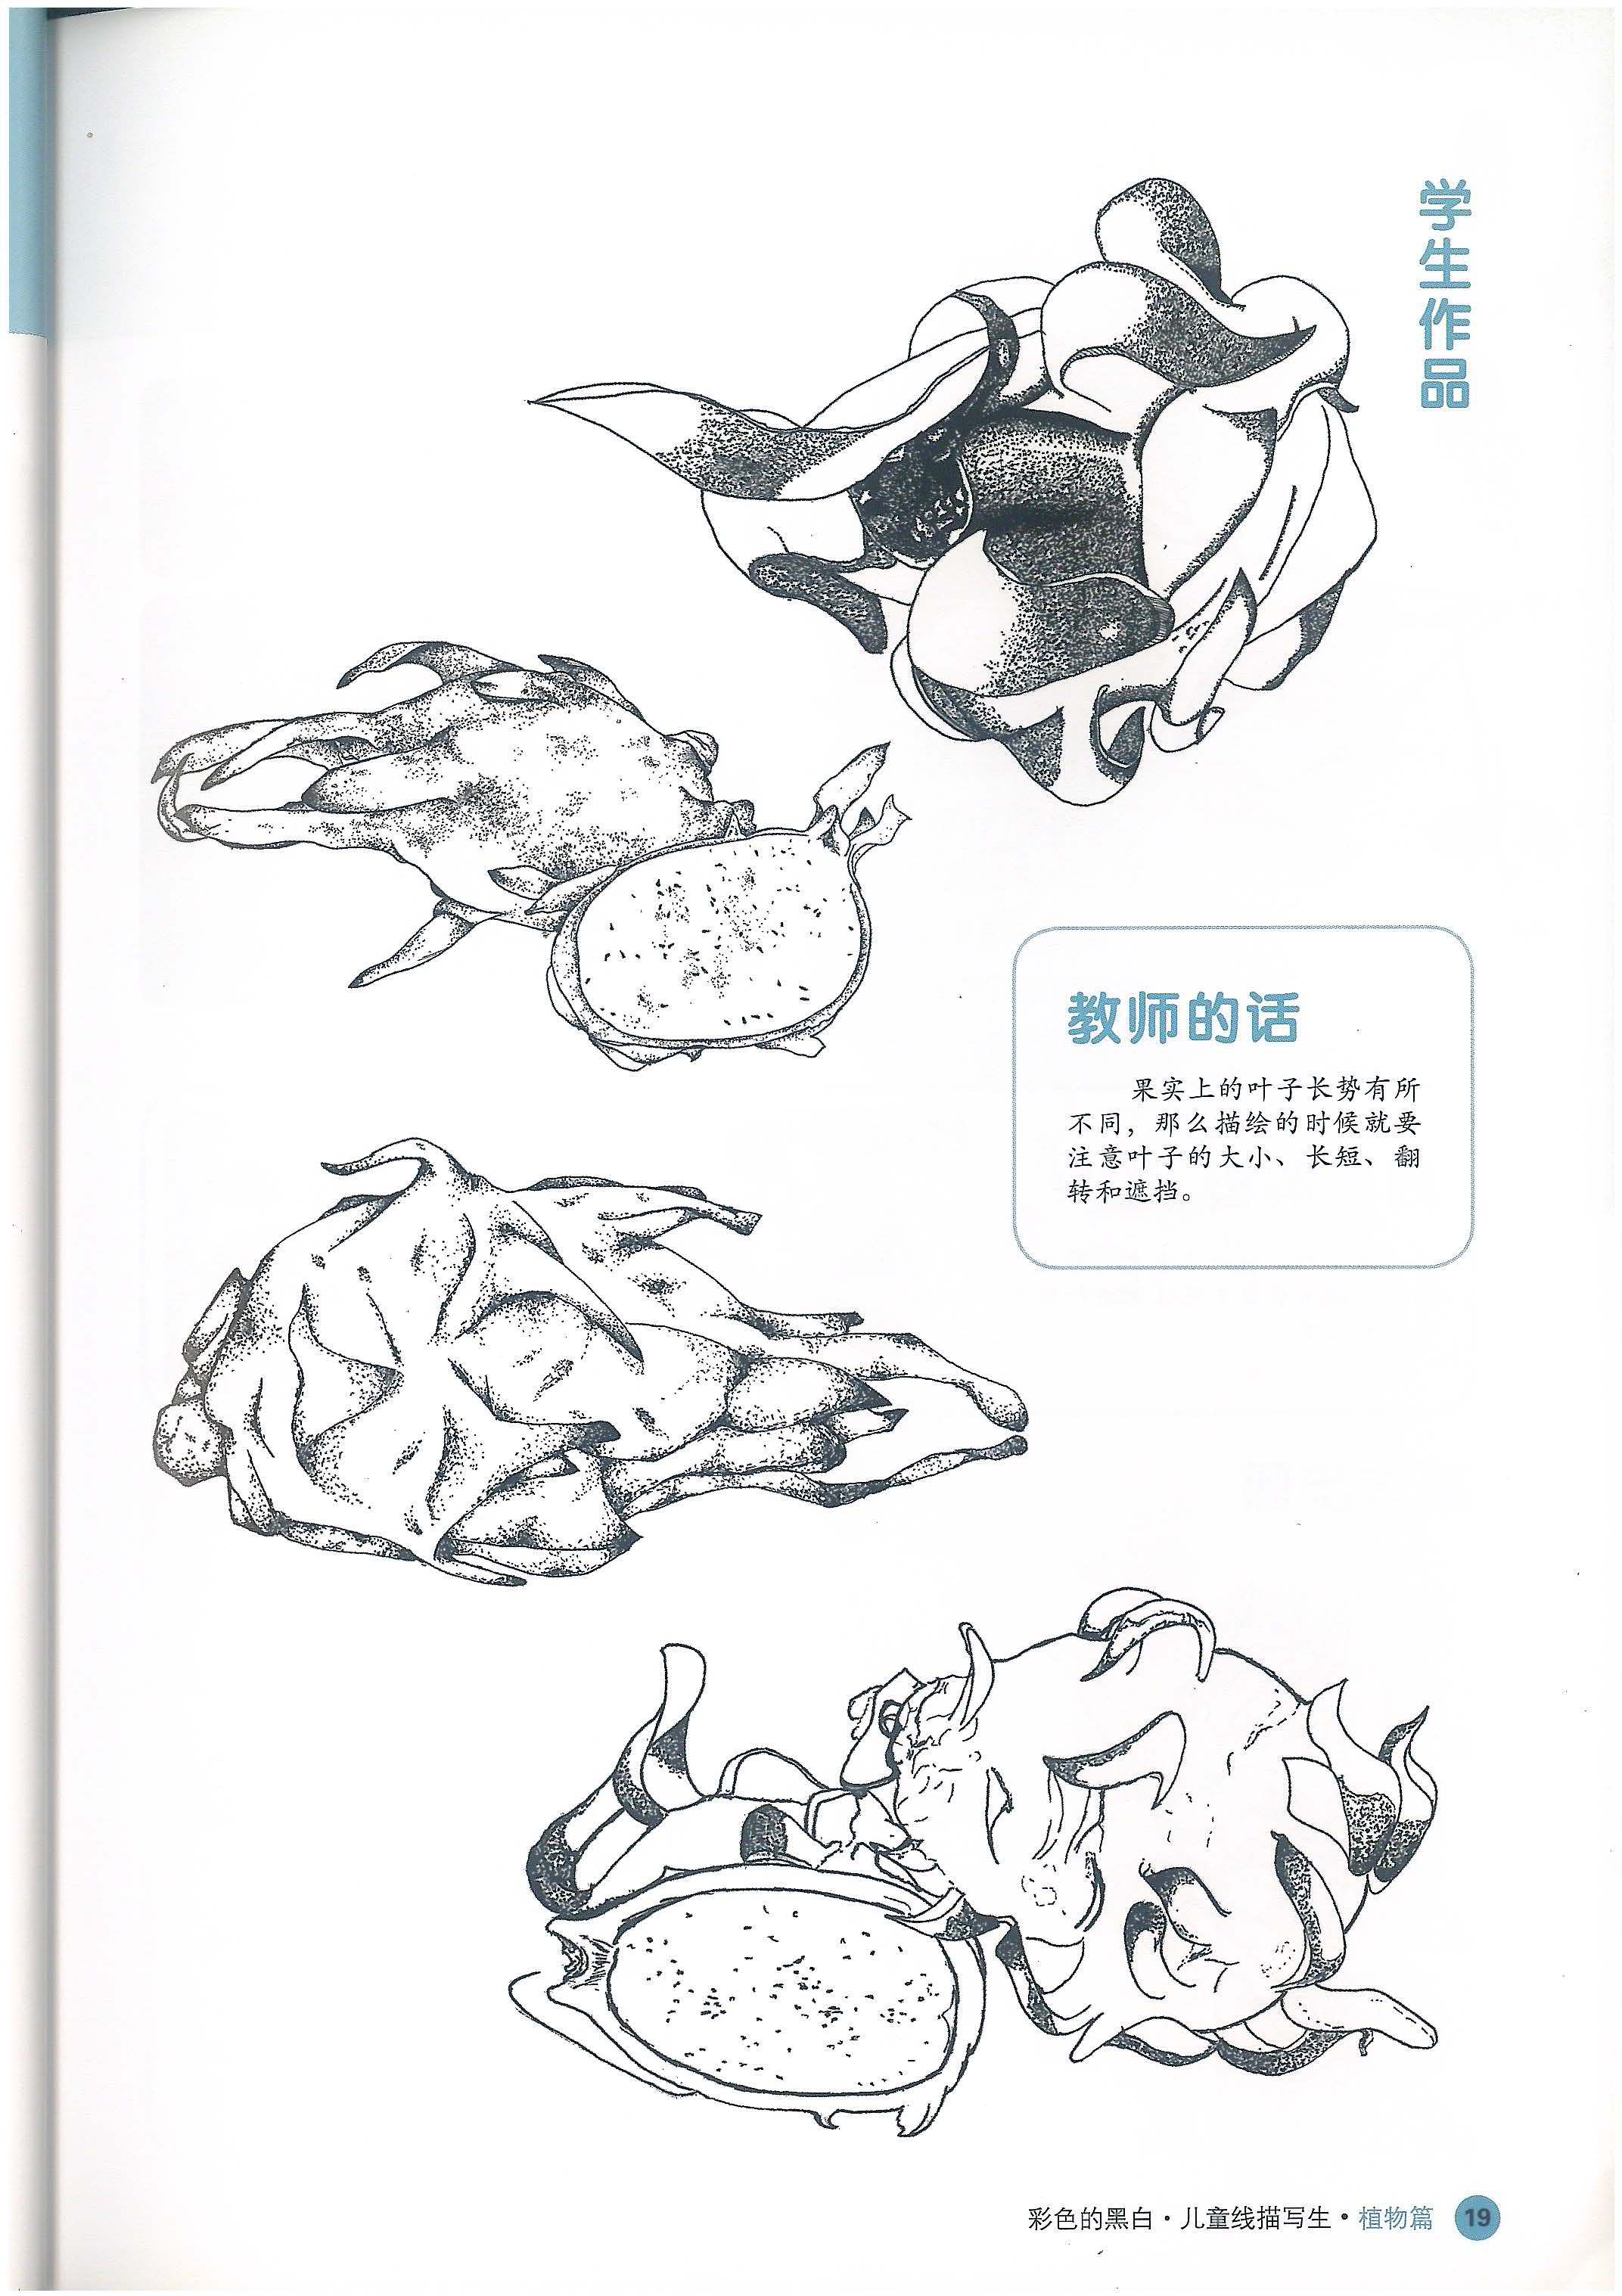 学生作品
教师的话
果实上的叶子长势有所
不同，那么描绘的时候就要
注意叶子的大小、长短、翻
转和遮挡。
彩色的黑白·儿童线描写生·植物篇 19